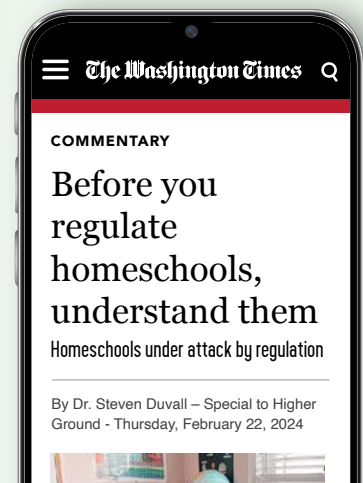 The Washington Times
COMMENTARY
Before you
regulate
homeschools,
understand them
Homeschools under attack by regulation
By Dr. Steven Duvall – Special to Higher
Ground - Thursday, February 22, 2024